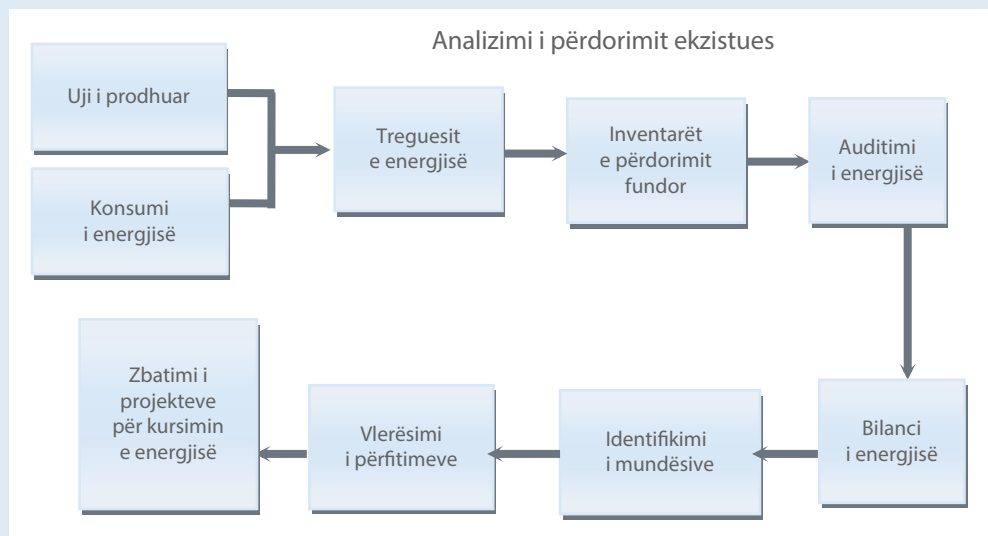 Analizimi i përdorimit ekzistues
Uji i prodhuar
Konsumi
i energjisë
Treguesit
e energjisë
Inventarët
e përdorimit
fundor
Auditimi
i energjisë
Bilanci
i energjisë
Identifikimi
i mundësive
Vlerësimi
i përfitimeve
Zbatimi i
projekteve
për kursimin
e energjisë